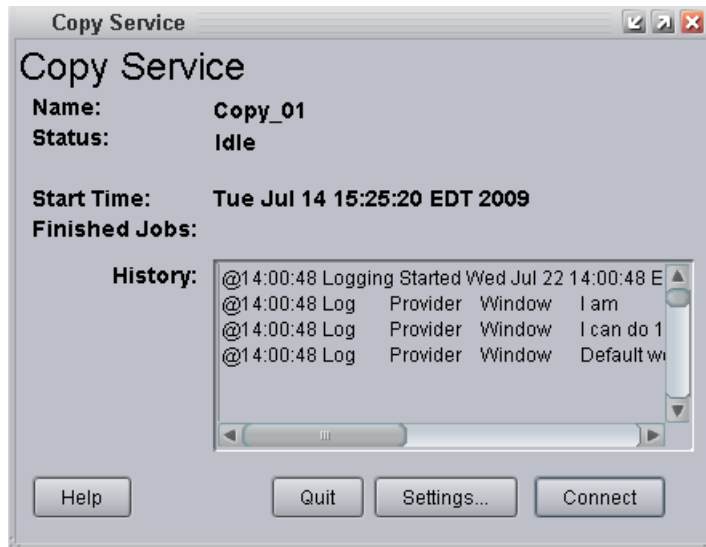 Copy Service
Copy Service
Name: Copy_01
Status: Idle
Start Time: Tue Jul 14 15:25:20 EDT 2009
Finished Jobs:
History:
@14:00:48 Logging Started Wed Jul 22 14:00:48 E
@14:00:48 Log Provider Window I am
@14:00:48 Log Provider Window I can do 1
@14:00:48 Log Provider Window Default w
Help Quit Settings... Connect